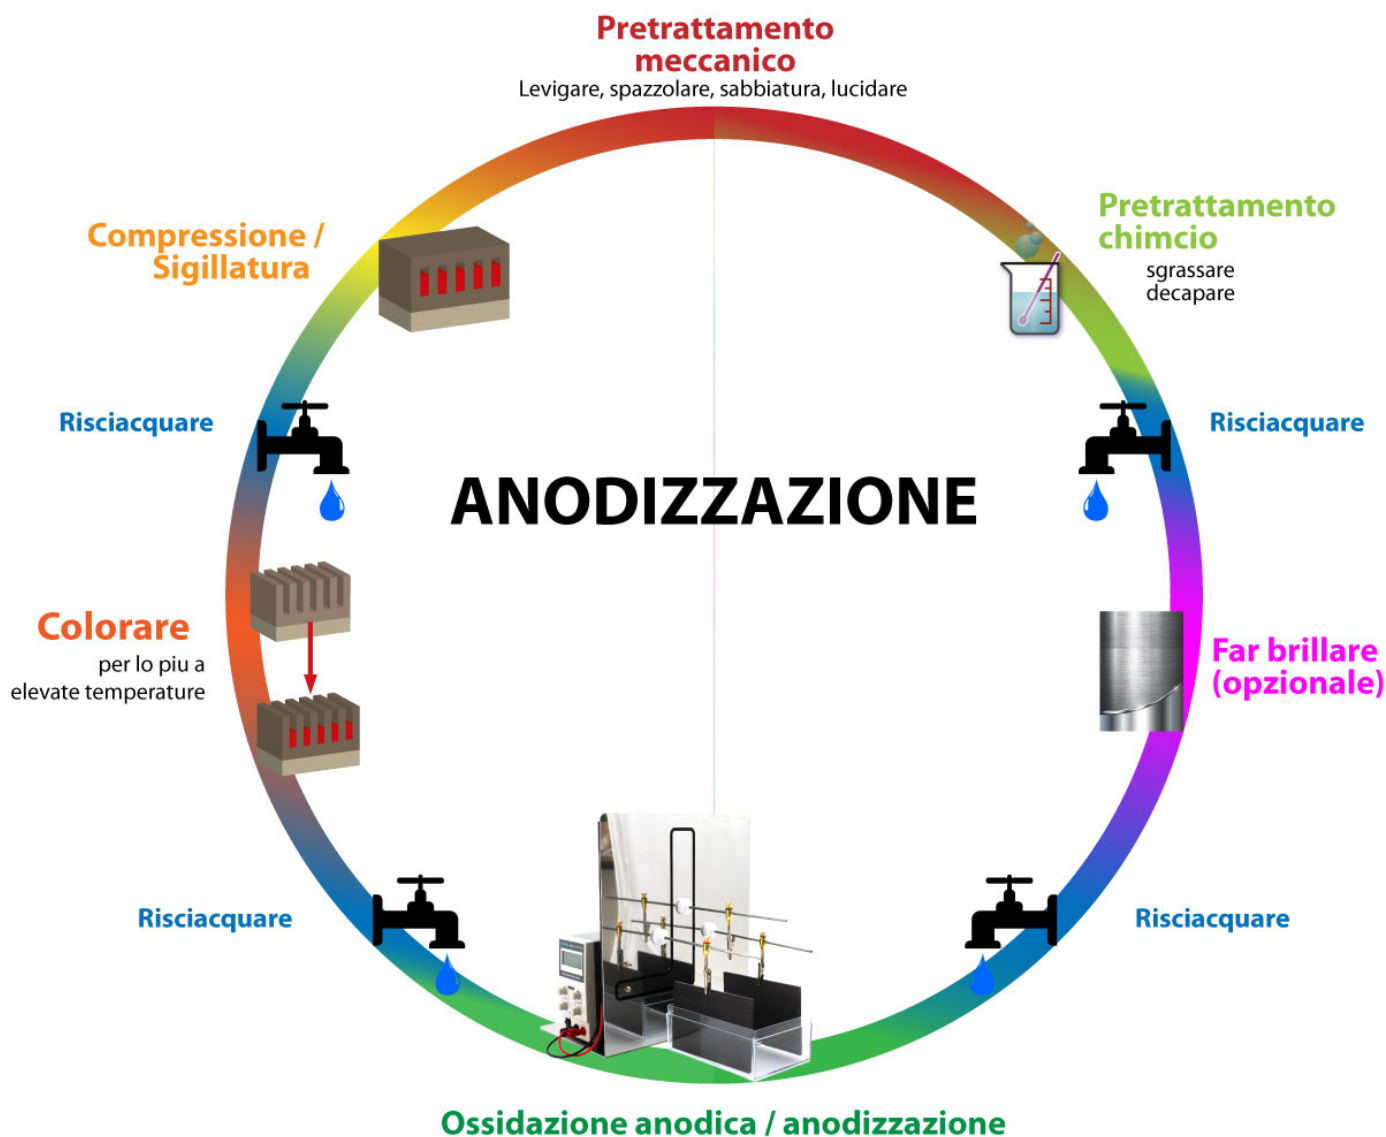 Pretrattamento
meccanico
Levigare, spazzolare, sabbiatura, lucidare
Pretrattamento
chimcio
sgrassare
decapare
Risciacquare
Far brillare
(opzionale)
Risciacquare
Ossidazione anodica / anodizzazione
Risciacquare
Colorare
per lo piu a
elevate temperature
Risciacquare
Compressione /
Sigillatura
ANODIZZAZIONE